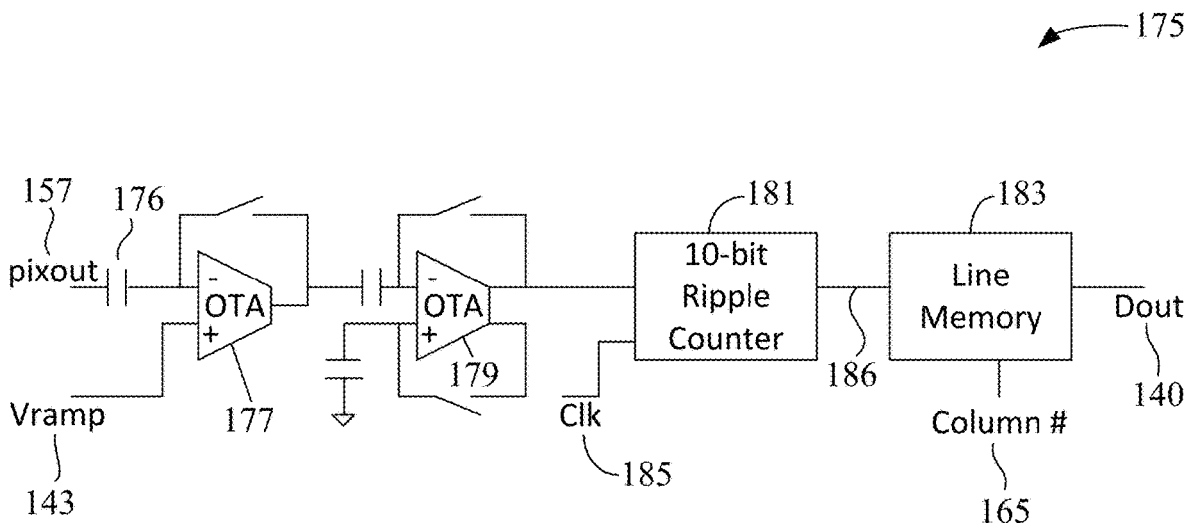 175
157
176
181
183
pixout
-
OTA
+
-
OTA
+
10-bit
Ripple
Counter
Line
Memory
Dout
179
186
140
Vramp
177
Clk
Column #
143
185
165